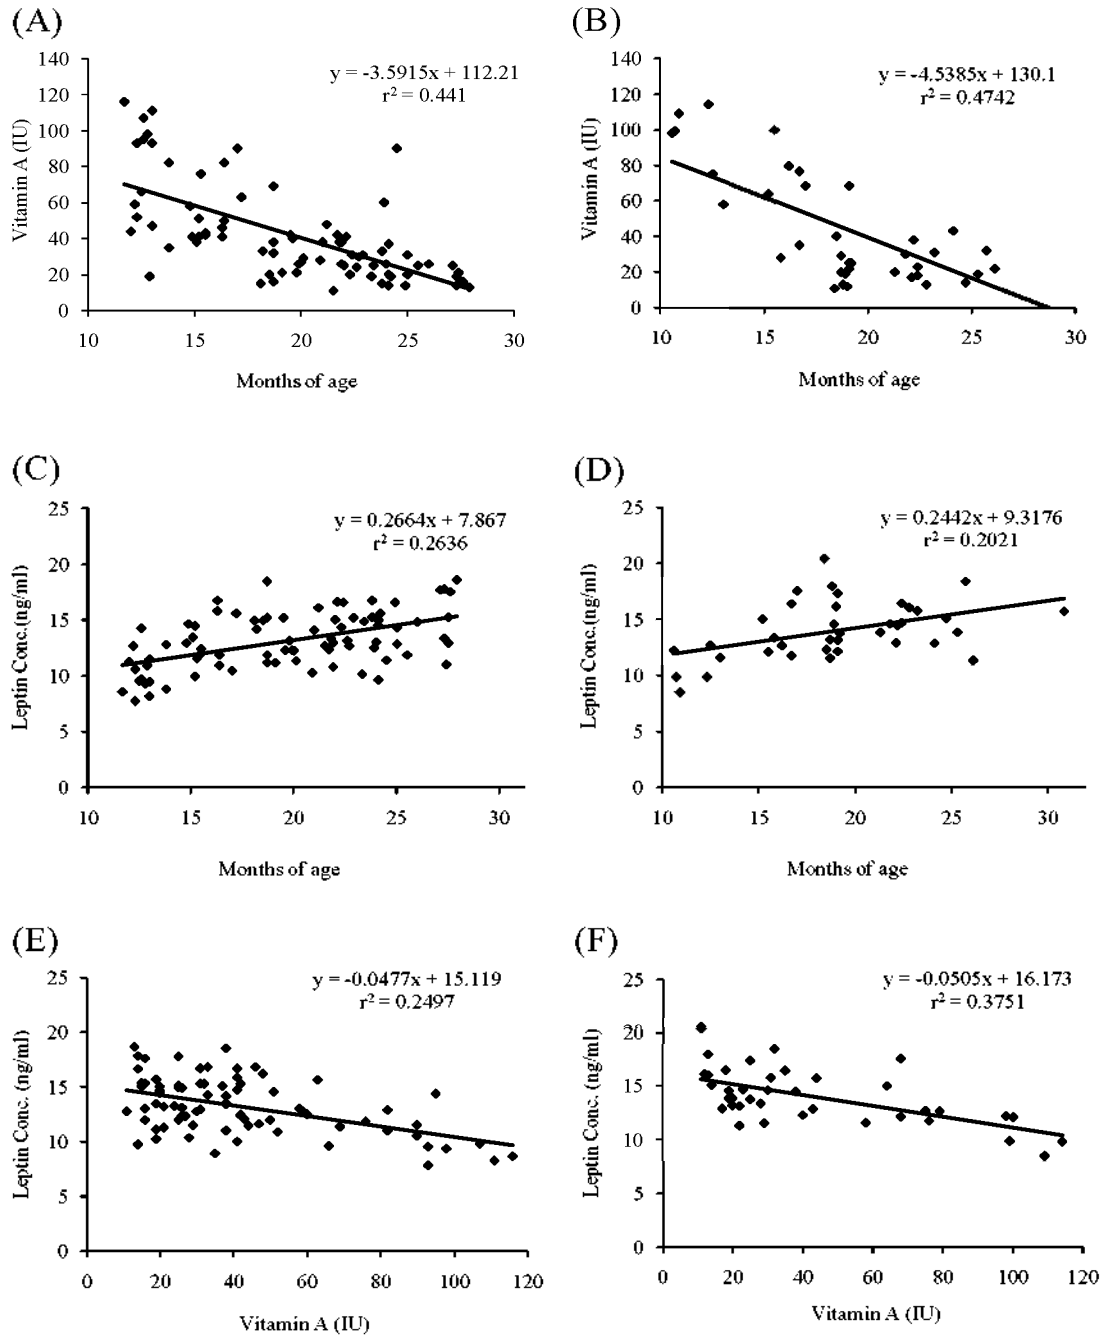 (A)
y = -3.5915x + 112.21
r² = 0.441
Vitamin A (IU)
140
120
100
80
60
40
20
0
10 15 20 25 30
Months of age
(B)
y = -4.5385x + 130.1
r² = 0.4742
Vitamin A (IU)
140
120
100
80
60
40
20
0
10 15 20 25 30
Months of age
(C)
y = 0.2664x + 7.867
r² = 0.2636
Leptin Conc.(ng/ml)
25
20
15
10
5
0
10 15 20 25 30
Months of age
(D)
y = 0.2442x + 9.3176
r² = 0.2021
Leptin Conc.(ng/ml)
25
20
15
10
5
0
10 15 20 25 30
Months of age
(E)
y = -0.0477x + 15.119
r² = 0.2497
Leptin Conc. (ng/ml)
25
20
15
10
5
0
0 20 40 60 80 100 120
Vitamin A (IU)
(F)
y = -0.0505x + 16.173
r² = 0.3751
Leptin Conc. (ng/ml)
25
20
15
10
5
0
0 20 40 60 80 100 120
Vitamin A (IU)